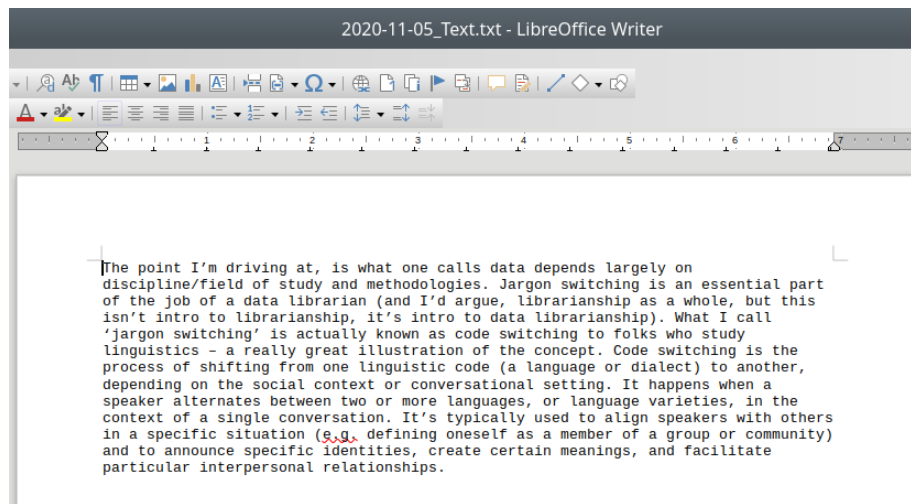 2020-11-05_Text.txt - LibreOffice Writer
1 2 3 4 5 6 7
The point I’m driving at, is what one calls data depends largely on
discipline/field of study and methodologies. Jargon switching is an essential part
of the job of a data librarian (and I’d argue, librarianship as a whole, but this
isn’t intro to librarianship, it’s intro to data librarianship). What I call
‘jargon switching’ is actually known as code switching to folks who study
linguistics – a really great illustration of the concept. Code switching is the
process of shifting from one linguistic code (a language or dialect) to another,
depending on the social context or conversational setting. It happens when a
speaker alternates between two or more languages, or language varieties, in the
context of a single conversation. It’s typically used to align speakers with others
in a specific situation (e.g. defining oneself as a member of a group or community)
and to announce specific identities, create certain meanings, and facilitate
particular interpersonal relationships.